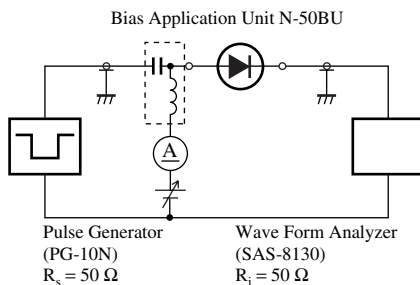 Bias Application Unit N-50BU
A
Pulse Generator
(PG-10N)
Rs = 50 Ω
Wave Form Analyzer
(SAS-8130)
Ri = 50 Ω